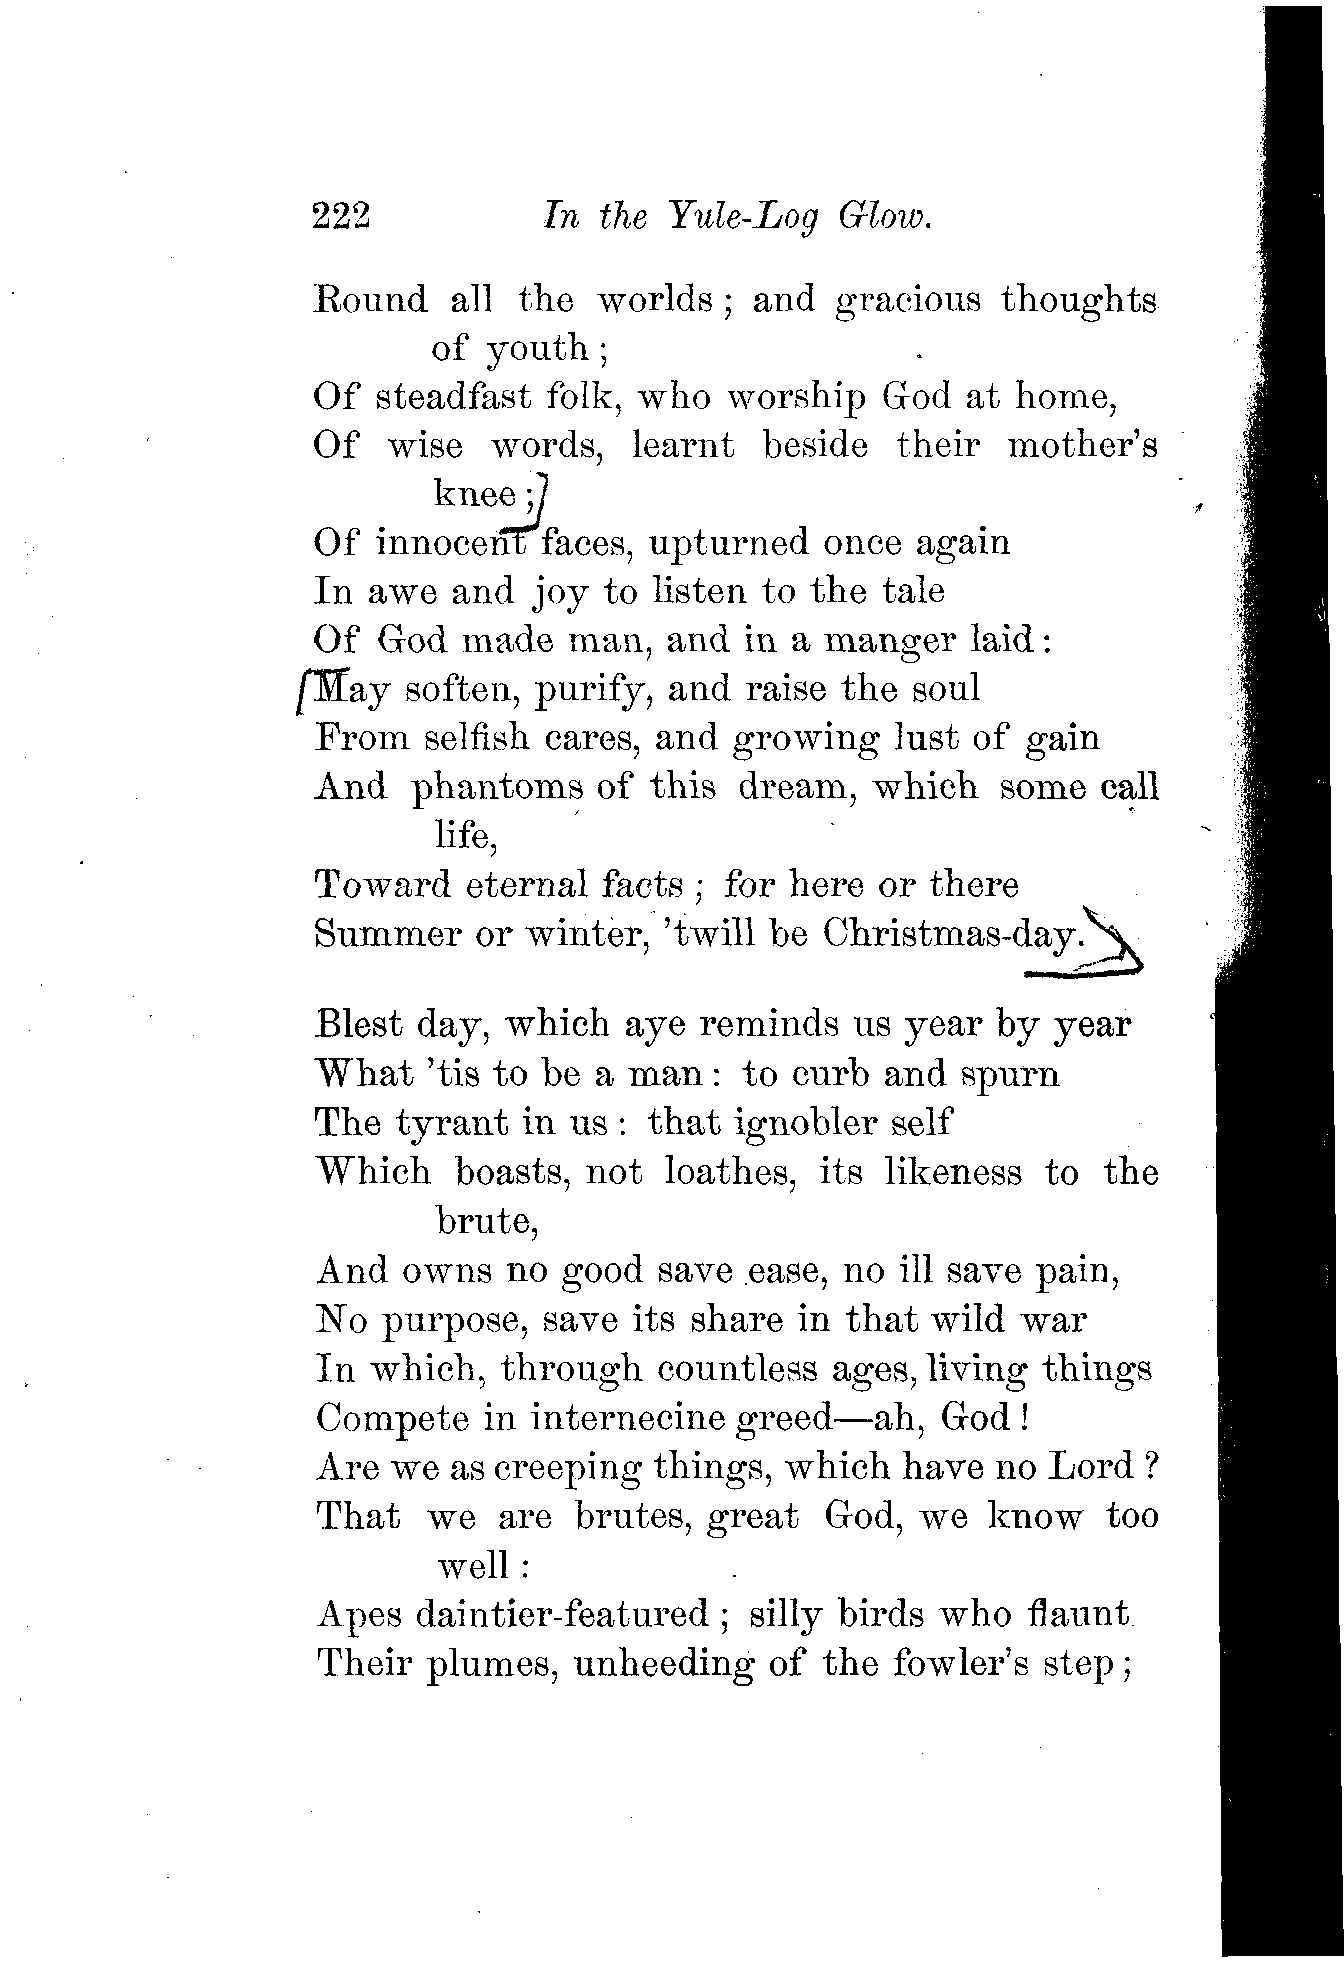 222 In the Yule-Log Glow.
Round all the worlds; and gracious thoughts
of youth;
Of steadfast folk, who worship God at home,
Of wise words, learnt beside their mother's
knee;
Of innocent faces, upturned once again
In awe and joy to listen to the tale
Of God made man, and in a manger laid:
May soften, purify, and raise the soul
From selfish cares, and growing lust of gain
And phantoms of this dream, which some call
life,
Toward eternal facts; for here or there
Summer or winter, 'twill be Christmas-day.
Blest day, which aye reminds us year by year
What 'tis to be a man: to curb and spurn
The tyrant in us: that ignobler self
Which boasts, not loathes, its likeness to the
brute,
And owns no good save ease, no ill save pain,
No purpose, save its share in that wild war
In which, through countless ages, living things
Compete in internecine greed—ah, God!
Are we as creeping things, which have no Lord?
That we are brutes, great God, we know too
well:
Apes daintier-featured; silly birds who flaunt
Their plumes, unheeding of the fowler's step;